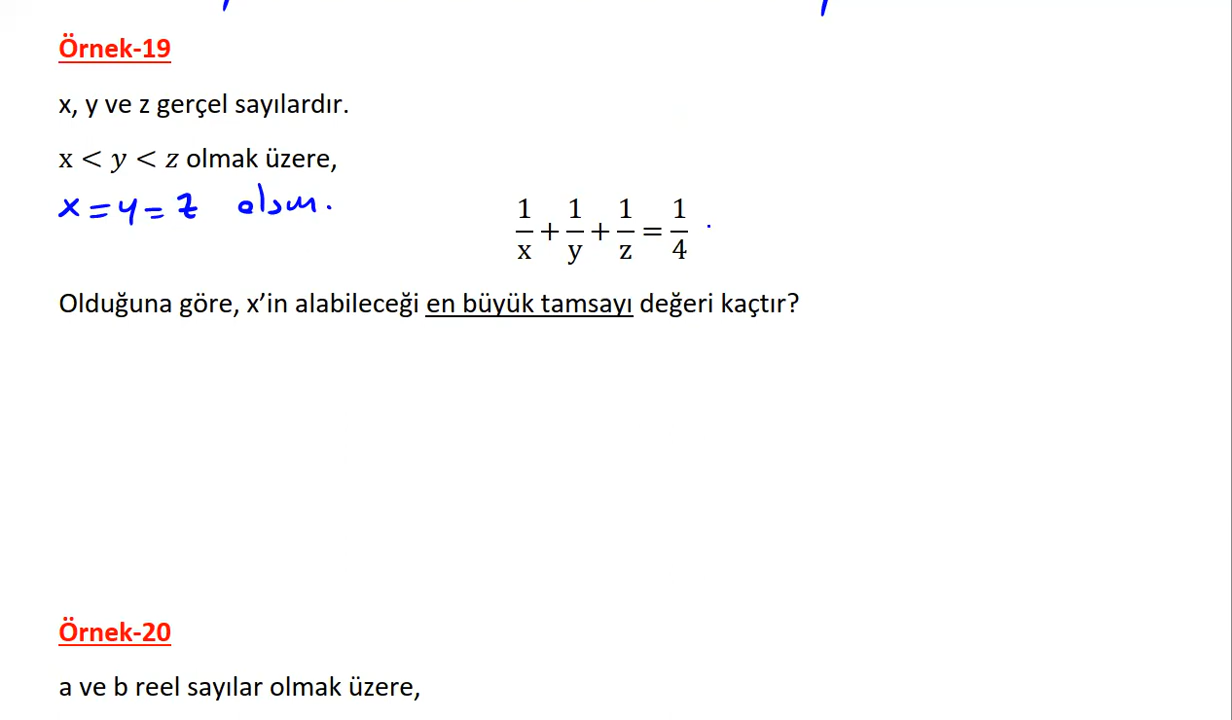 Örnek-19
x, y ve z gerçel sayılardır.
x < y < z olmak üzere,
x = y = z olsun.
1/x + 1/y + 1/z = 1/4
Olduğuna göre, x’in alabileceği en büyük tamsayı değeri kaçtır?
Örnek-20
a ve b reel sayılar olmak üzere,